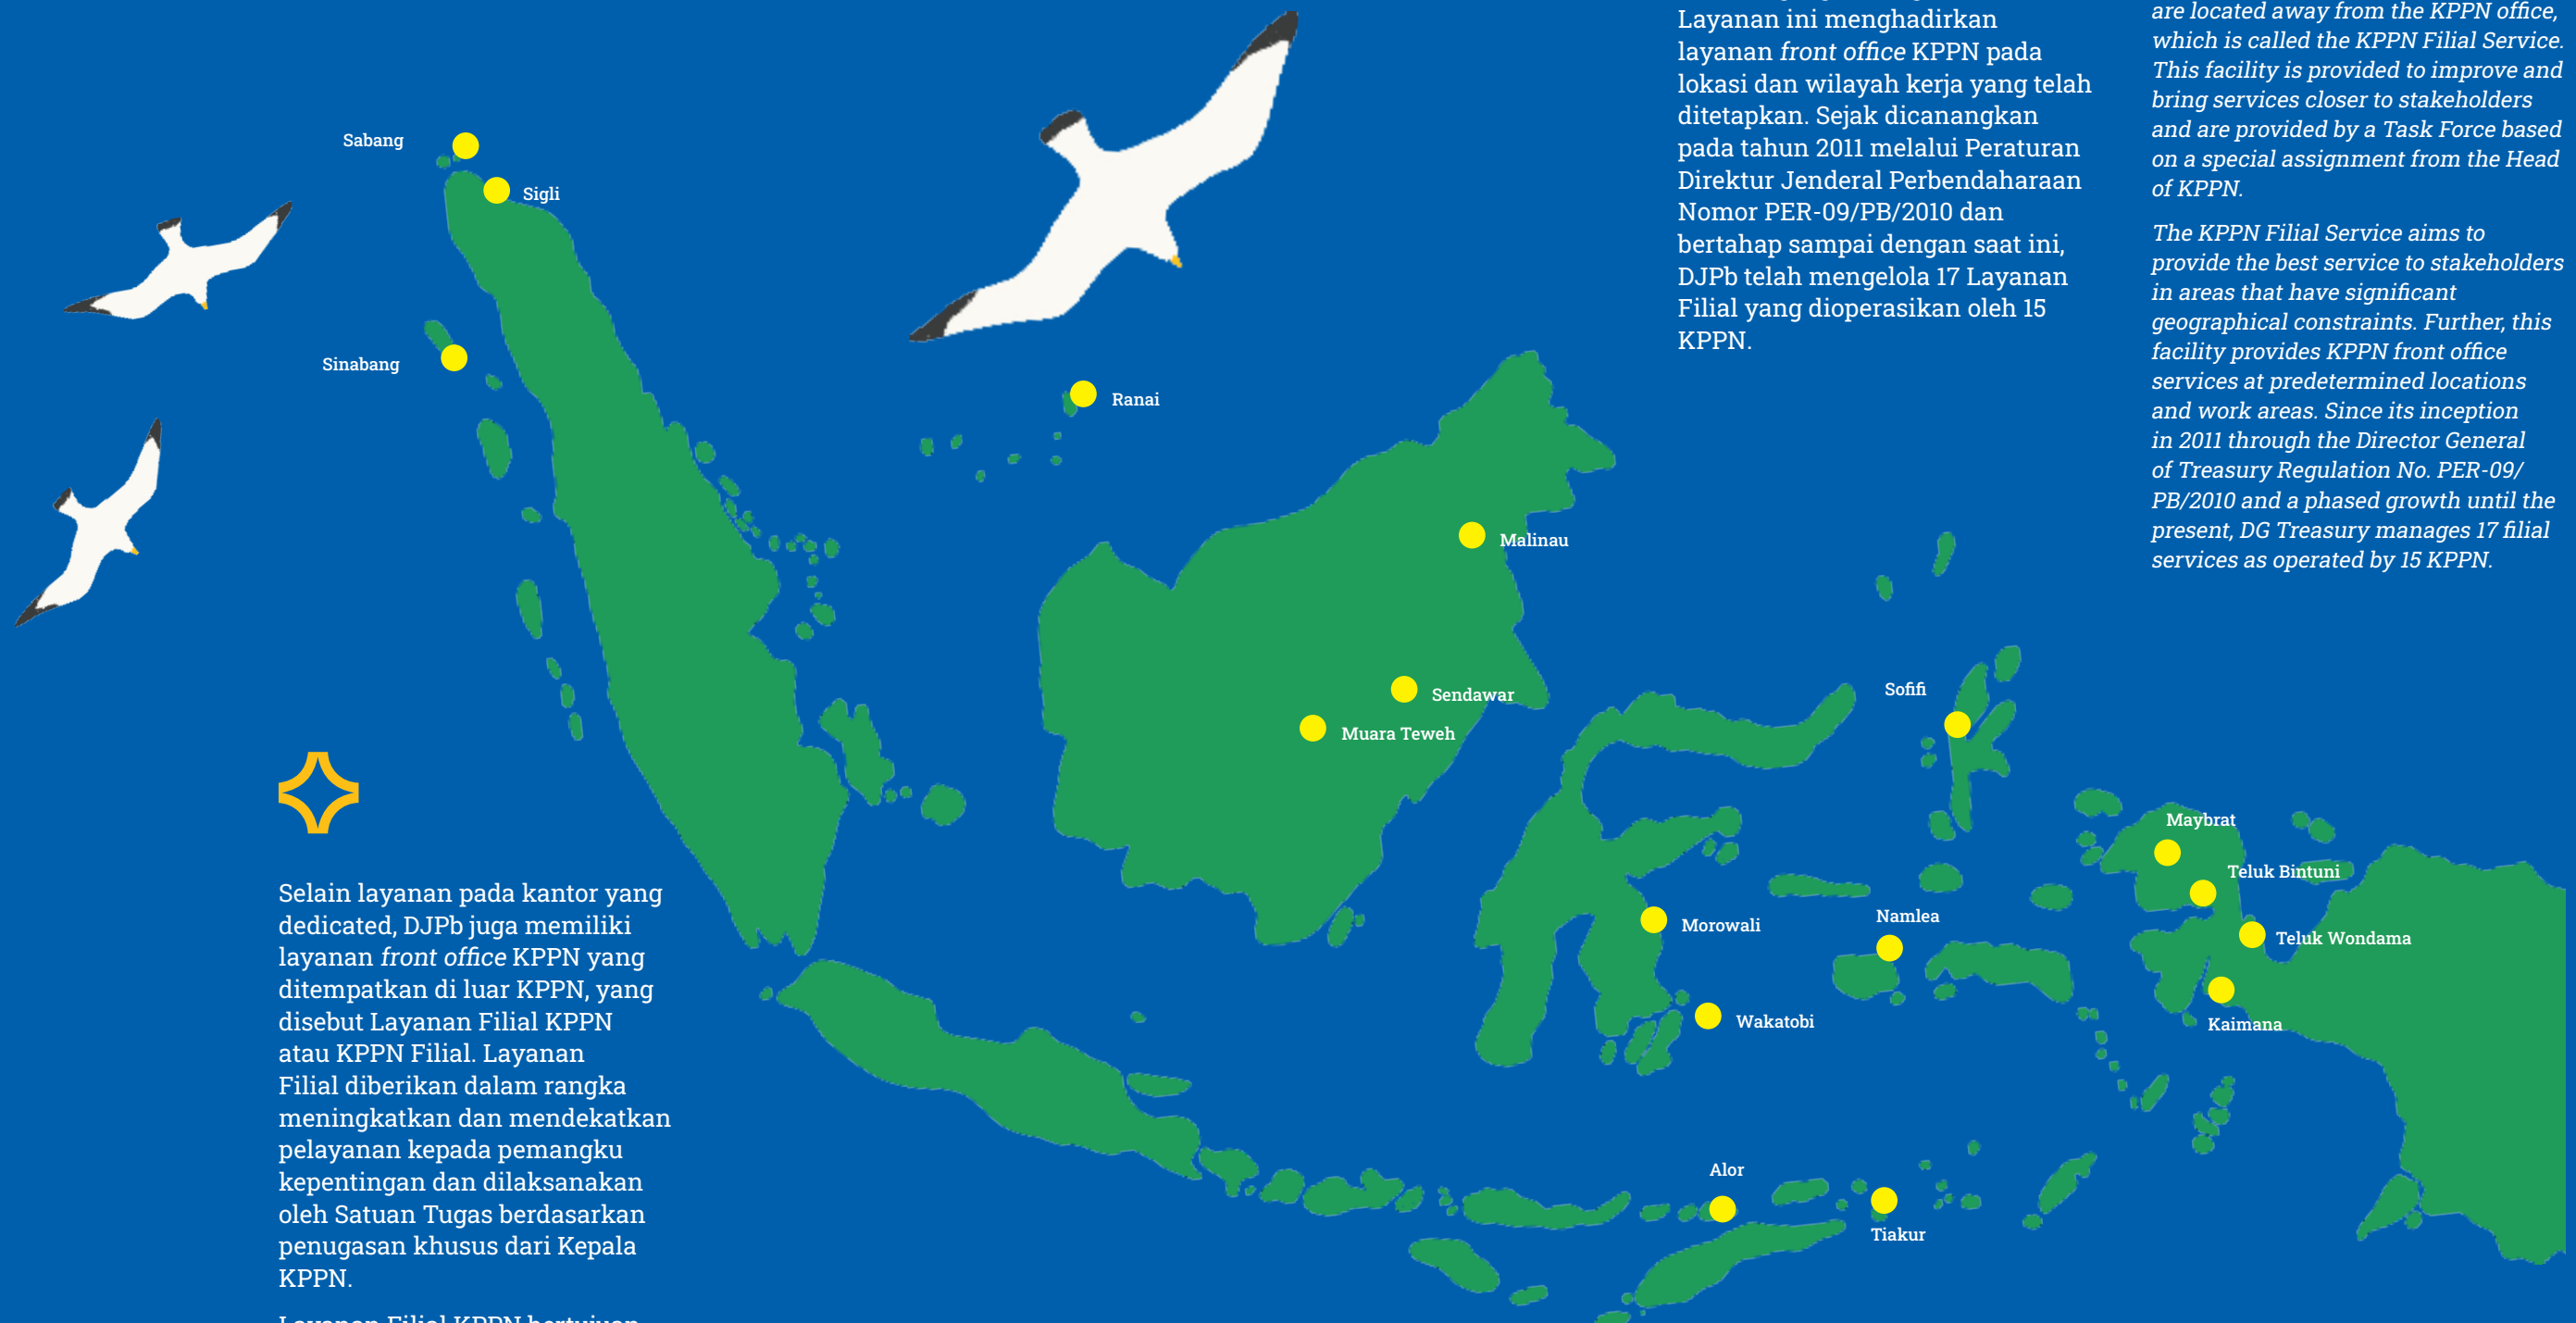 Layanan ini menghadirkan
layanan front office KPPN pada
lokasi dan wilayah kerja yang telah
ditetapkan. Sejak dicanangkan
pada tahun 2011 melalui Peraturan
Direktur Jenderal Perbendaharaan
Nomor PER-09/PB/2010 dan
bertahap sampai dengan saat ini,
DJPb telah mengelola 17 Layanan
Filial yang dioperasikan oleh 15
KPPN.
are located away from the KPPN office,
which is called the KPPN Filial Service.
This facility is provided to improve and
bring services closer to stakeholders
and are provided by a Task Force based
on a special assignment from the Head
of KPPN.
The KPPN Filial Service aims to
provide the best service to stakeholders
in areas that have significant
geographical constraints. Further, this
facility provides KPPN front office
services at predetermined locations
and work areas. Since its inception
in 2011 through the Director General
of Treasury Regulation No. PER-09/
PB/2010 and a phased growth until the
present, DG Treasury manages 17 filial
services as operated by 15 KPPN.
Sabang
Sigli
Sinabang
Ranai
Malinau
Sendawar
Muara Teweh
Sofifi
Maybrat
Teluk Bintuni
Namlea
Morowali
Teluk Wondama
Wakatobi
Kaimana
Alor
Tiakur
Selain layanan pada kantor yang
dedicated, DJPb juga memiliki
layanan front office KPPN yang
ditempatkan di luar KPPN, yang
disebut Layanan Filial KPPN
atau KPPN Filial. Layanan
Filial diberikan dalam rangka
meningkatkan dan mendekatkan
pelayanan kepada pemangku
kepentingan dan dilaksanakan
oleh Satuan Tugas berdasarkan
penugasan khusus dari Kepala
KPPN.
Layanan Filial KPPN bertujuan